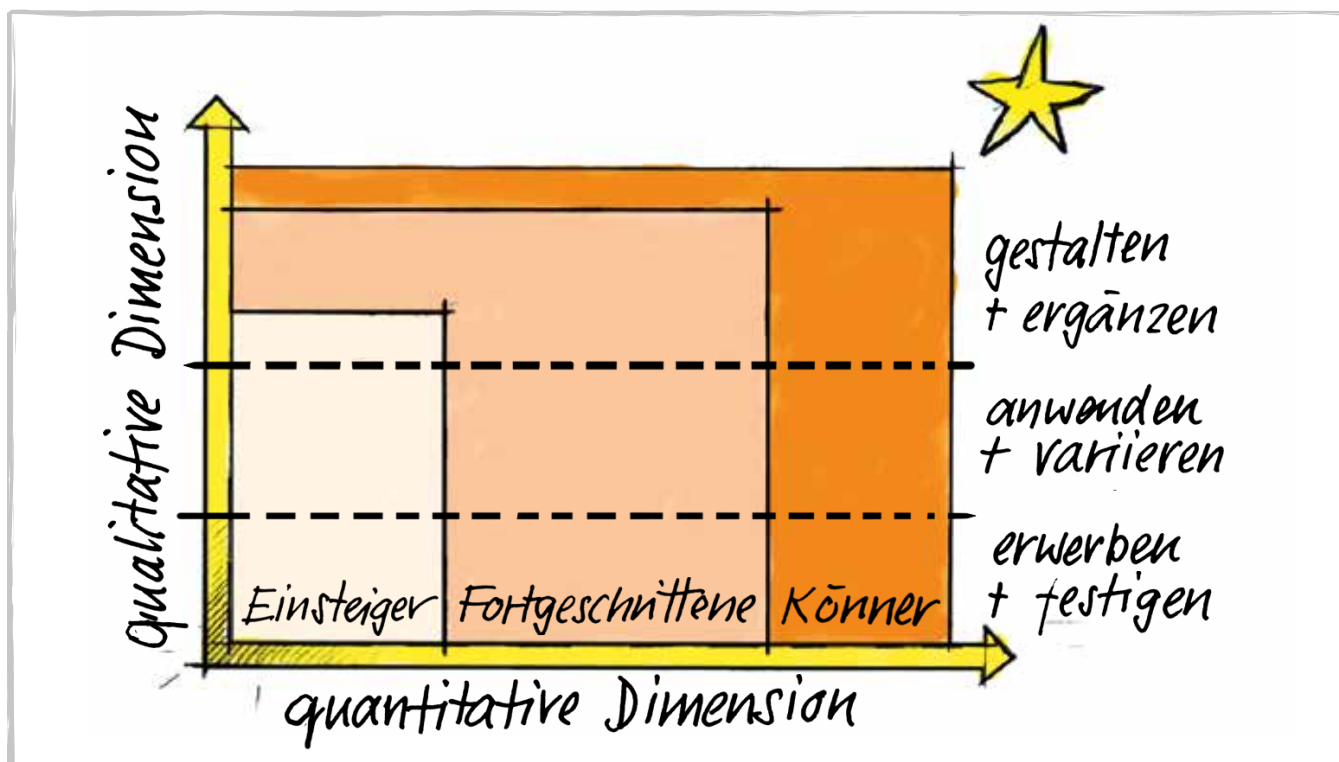 qualitative Dimension
gestalten
+ ergänzen
anwenden
+ variieren
erwerben
+ festigen
Einsteiger
Fortgeschrittene
Könner
quantitative Dimension